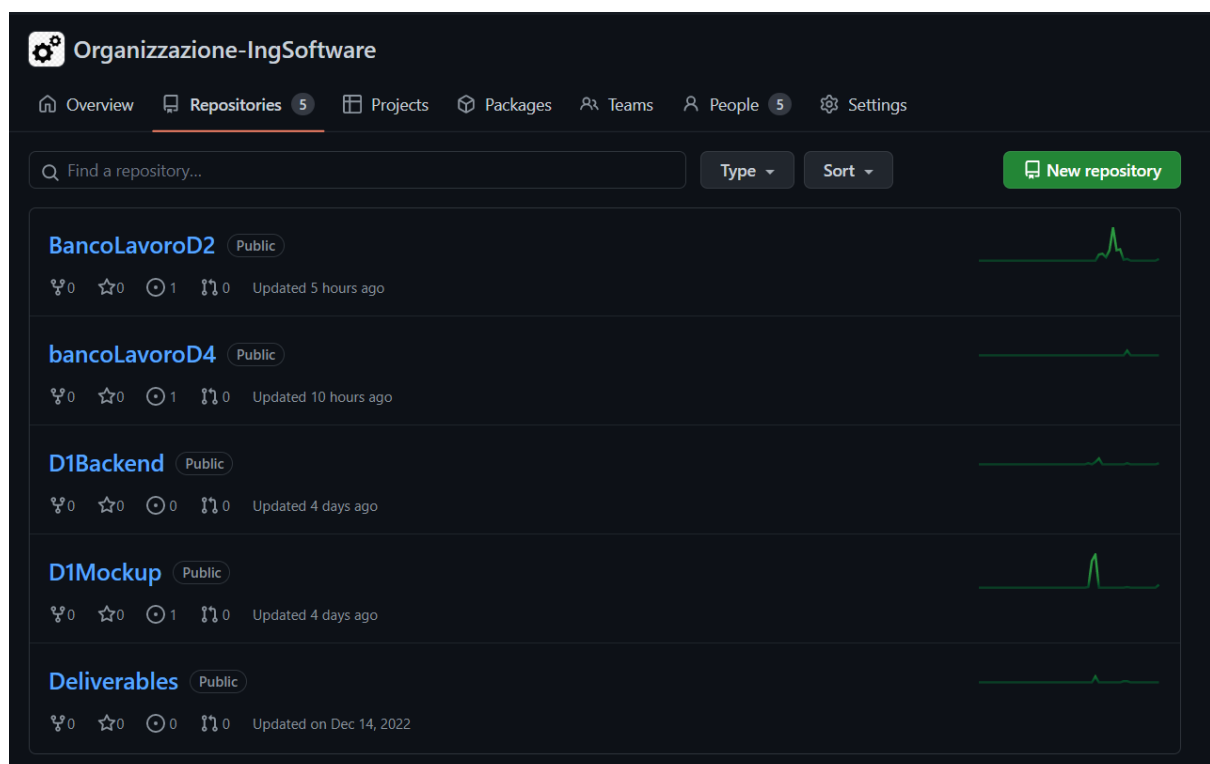 Organizzazione-IngSoftware
Overview Repositories 5 Projects Packages Teams People 5 Settings
Find a repository... Type Sort New repository
BancoLavoroD2 Public
0 0 1 0 Updated 5 hours ago
bancoLavoroD4 Public
0 0 1 0 Updated 10 hours ago
D1Backend Public
0 0 0 0 Updated 4 days ago
D1Mockup Public
0 0 1 0 Updated 4 days ago
Deliverables Public
0 0 0 0 Updated on Dec 14, 2022